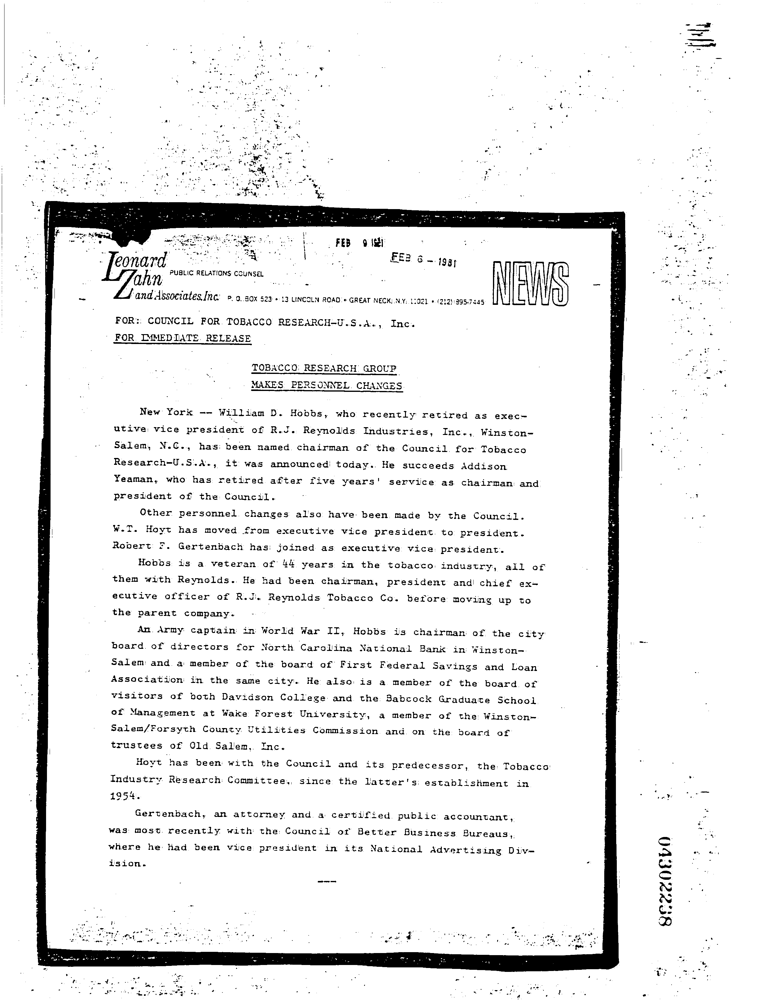 FEB 9 1981
FEB 6 - 1981
Leonard
Zahn PUBLIC RELATIONS COUNSEL
and Associates, Inc. P. O. BOX 523 • 13 LINCOLN ROAD • GREAT NECK, N.Y. 11021 • (212) 895-7445
NEWS
FOR: COUNCIL FOR TOBACCO RESEARCH-U.S.A., Inc.
FOR IMMEDIATE RELEASE
TOBACCO RESEARCH GROUP
MAKES PERSONNEL CHANGES
New York -- William D. Hobbs, who recently retired as exec-
utive vice president of R.J. Reynolds Industries, Inc., Winston-
Salem, N.C., has been named chairman of the Council for Tobacco
Research-U.S.A., it was announced today. He succeeds Addison
Yeaman, who has retired after five years' service as chairman and
president of the Council.
Other personnel changes also have been made by the Council.
W.T. Hoyt has moved from executive vice president to president.
Robert F. Gertenbach has joined as executive vice president.
Hobbs is a veteran of 44 years in the tobacco industry, all of
them with Reynolds. He had been chairman, president and chief ex-
ecutive officer of R.J. Reynolds Tobacco Co. before moving up to
the parent company.
An Army captain in World War II, Hobbs is chairman of the city
board of directors for North Carolina National Bank in Winston-
Salem and a member of the board of First Federal Savings and Loan
Association in the same city. He also is a member of the board of
visitors of both Davidson College and the Babcock Graduate School
of Management at Wake Forest University, a member of the Winston-
Salem/Forsyth County Utilities Commission and on the board of
trustees of Old Salem, Inc.
Hoyt has been with the Council and its predecessor, the Tobacco
Industry Research Committee, since the latter's establishment in
1954.
Gertenbach, an attorney and a certified public accountant,
was most recently with the Council of Better Business Bureaus,
where he had been vice president in its National Advertising Div-
ision.
---
04302258